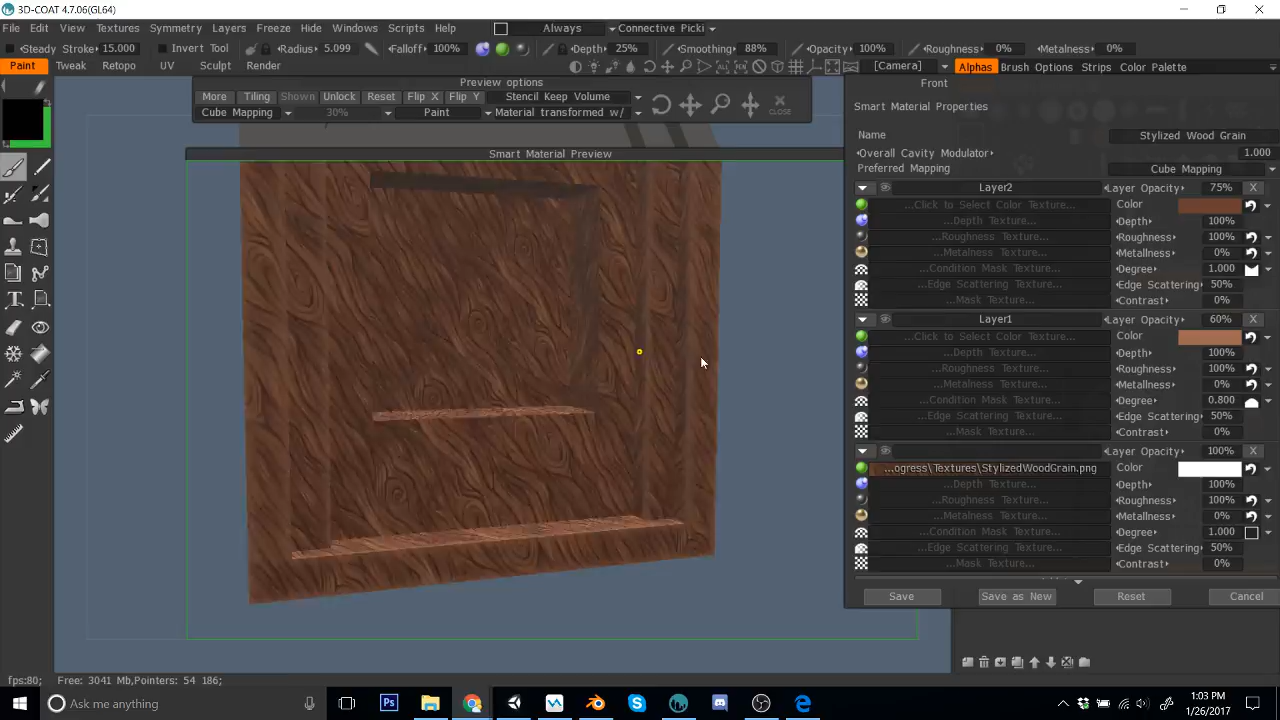 3D-COAT 4.7.06(GL64)
File Edit View Textures Symmetry Layers Freeze Hide Windows Scripts Help Always Connective Picki
Steady Stroke 15.000 Invert Tool Radius 5.099 Falloff 100% Depth 25% Smoothing 88% Opacity 100% Roughness 0% Metalness 0%
Paint Tweak Retopo UV Sculpt Render [Camera] Alphas Brush Options Strips Color Palette
Preview options Front
More Tiling Shown Unlock Reset Flip X Flip Y Stencil Keep Volume CLOSE
Cube Mapping 30% Paint Material transformed w/
Smart Material Properties
Name Stylized Wood Grain
Smart Material Preview
Overall Cavity Modulator 1.000
Preferred Mapping Cube Mapping
Layer2 Layer Opacity 75% X
...Click to Select Color Texture... Color
...Depth Texture... Depth 100%
...Roughness Texture... Roughness 100%
...Metalness Texture... Metallness 0%
...Condition Mask Texture... Degree 1.000
...Edge Scattering Texture... Edge Scattering 50%
...Mask Texture... Contrast 0%
Layer1 Layer Opacity 60% X
...Click to Select Color Texture... Color
...Depth Texture... Depth 100%
...Roughness Texture... Roughness 100%
...Metalness Texture... Metallness 0%
...Condition Mask Texture... Degree 0.800
...Edge Scattering Texture... Edge Scattering 50%
...Mask Texture... Contrast 0%
Layer Opacity 100% X
...ogress\Textures\StylizedWoodGrain.png Color
...Depth Texture... Depth 100%
...Roughness Texture... Roughness 100%
...Metalness Texture... Metallness 0%
...Condition Mask Texture... Degree 1.000
...Edge Scattering Texture... Edge Scattering 50%
...Mask Texture... Contrast 0%
Save Save as New Reset Cancel
fps:80; Free: 3041 Mb,Pointers: 54 186;
Ask me anything Ps 1:03 PM
1/26/2017